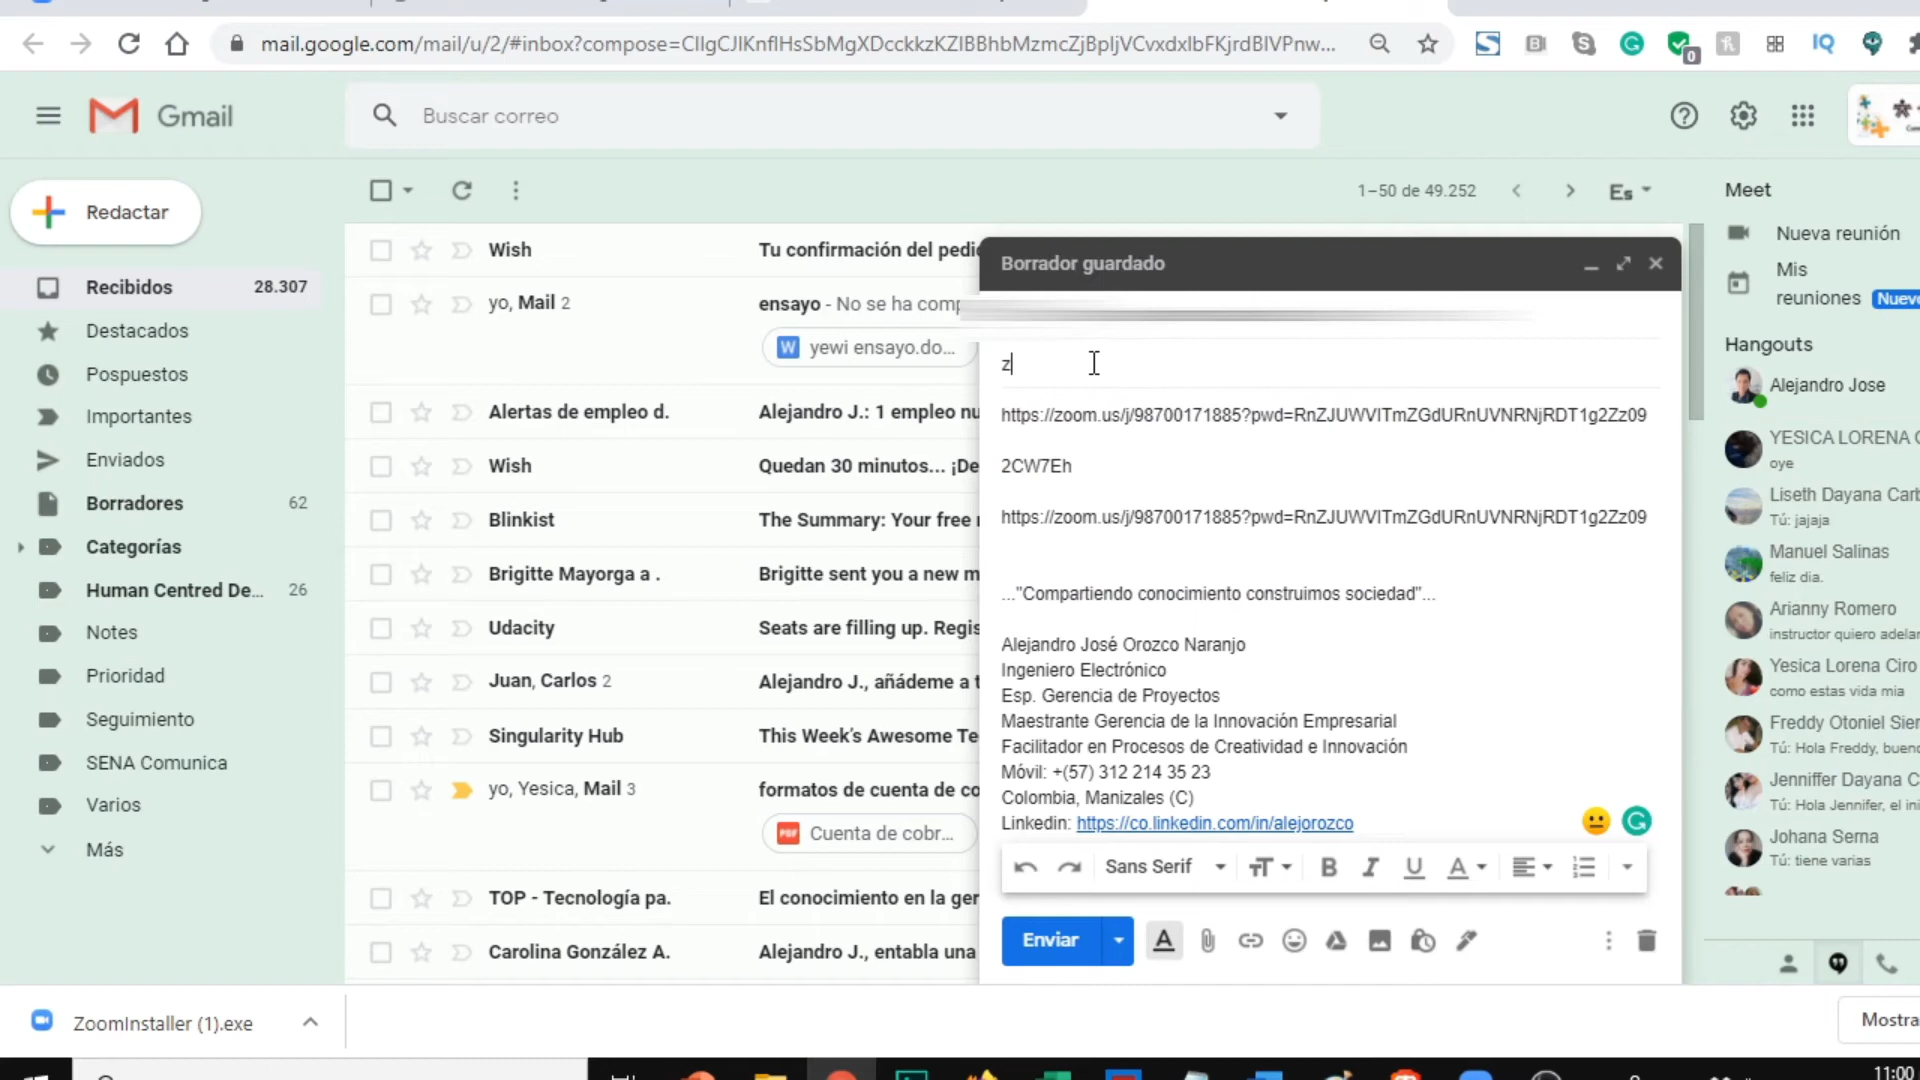 mail.google.com/mail/u/2/#inbox?compose=CllgCJlKnflHsSbMgXDcckkzKZlBBhbMzmcZjBpljVCvxdxlbFKjrdBlVPnw...
IQ
0
Gmail
Buscar correo
Redactar
1–50 de 49.252
Es
Recibidos 28.307
Destacados
Pospuestos
Importantes
Enviados
Borradores 62
Categorías
Human Centred De... 26
Notes
Prioridad
Seguimiento
SENA Comunica
Varios
Más
Wish Tu confirmación del pedi
yo, Mail 2 ensayo - No se ha comp
W yewi ensayo.do...
Alertas de empleo d. Alejandro J.: 1 empleo nu
Wish Quedan 30 minutos... ¡De
Blinkist The Summary: Your free
Brigitte Mayorga a . Brigitte sent you a new m
Udacity Seats are filling up. Regis
Juan, Carlos 2 Alejandro J., añádeme a t
Singularity Hub This Week's Awesome Te
yo, Yesica, Mail 3 formatos de cuenta de co
PDF Cuenta de cobr...
TOP - Tecnología pa. El conocimiento en la ger
Carolina González A. Alejandro J., entabla una
Borrador guardado
z
https://zoom.us/j/98700171885?pwd=RnZJUWVITmZGdURnUVNRNjRDT1g2Zz09
2CW7Eh
https://zoom.us/j/98700171885?pwd=RnZJUWVITmZGdURnUVNRNjRDT1g2Zz09
..."Compartiendo conocimiento construimos sociedad"...
Alejandro José Orozco Naranjo
Ingeniero Electrónico
Esp. Gerencia de Proyectos
Maestrante Gerencia de la Innovación Empresarial
Facilitador en Procesos de Creatividad e Innovación
Móvil: +(57) 312 214 35 23
Colombia, Manizales (C)
Linkedin: https://co.linkedin.com/in/alejorozco
Sans Serif
Enviar
Meet
Nueva reunión
Mis
reuniones Nuevo
Hangouts
Alejandro Jose
YESICA LORENA C
oye
Liseth Dayana Carb
Tú: jajaja
Manuel Salinas
feliz dia.
Arianny Romero
instructor quiero adelar
Yesica Lorena Ciro
como estas vida mia
Freddy Otoniel Sier
Tú: Hola Freddy, buen
Jenniffer Dayana C
Tú: Hola Jennifer, el ini
Johana Serna
Tú: tiene varias
ZoomInstaller (1).exe
Mostra
11:00